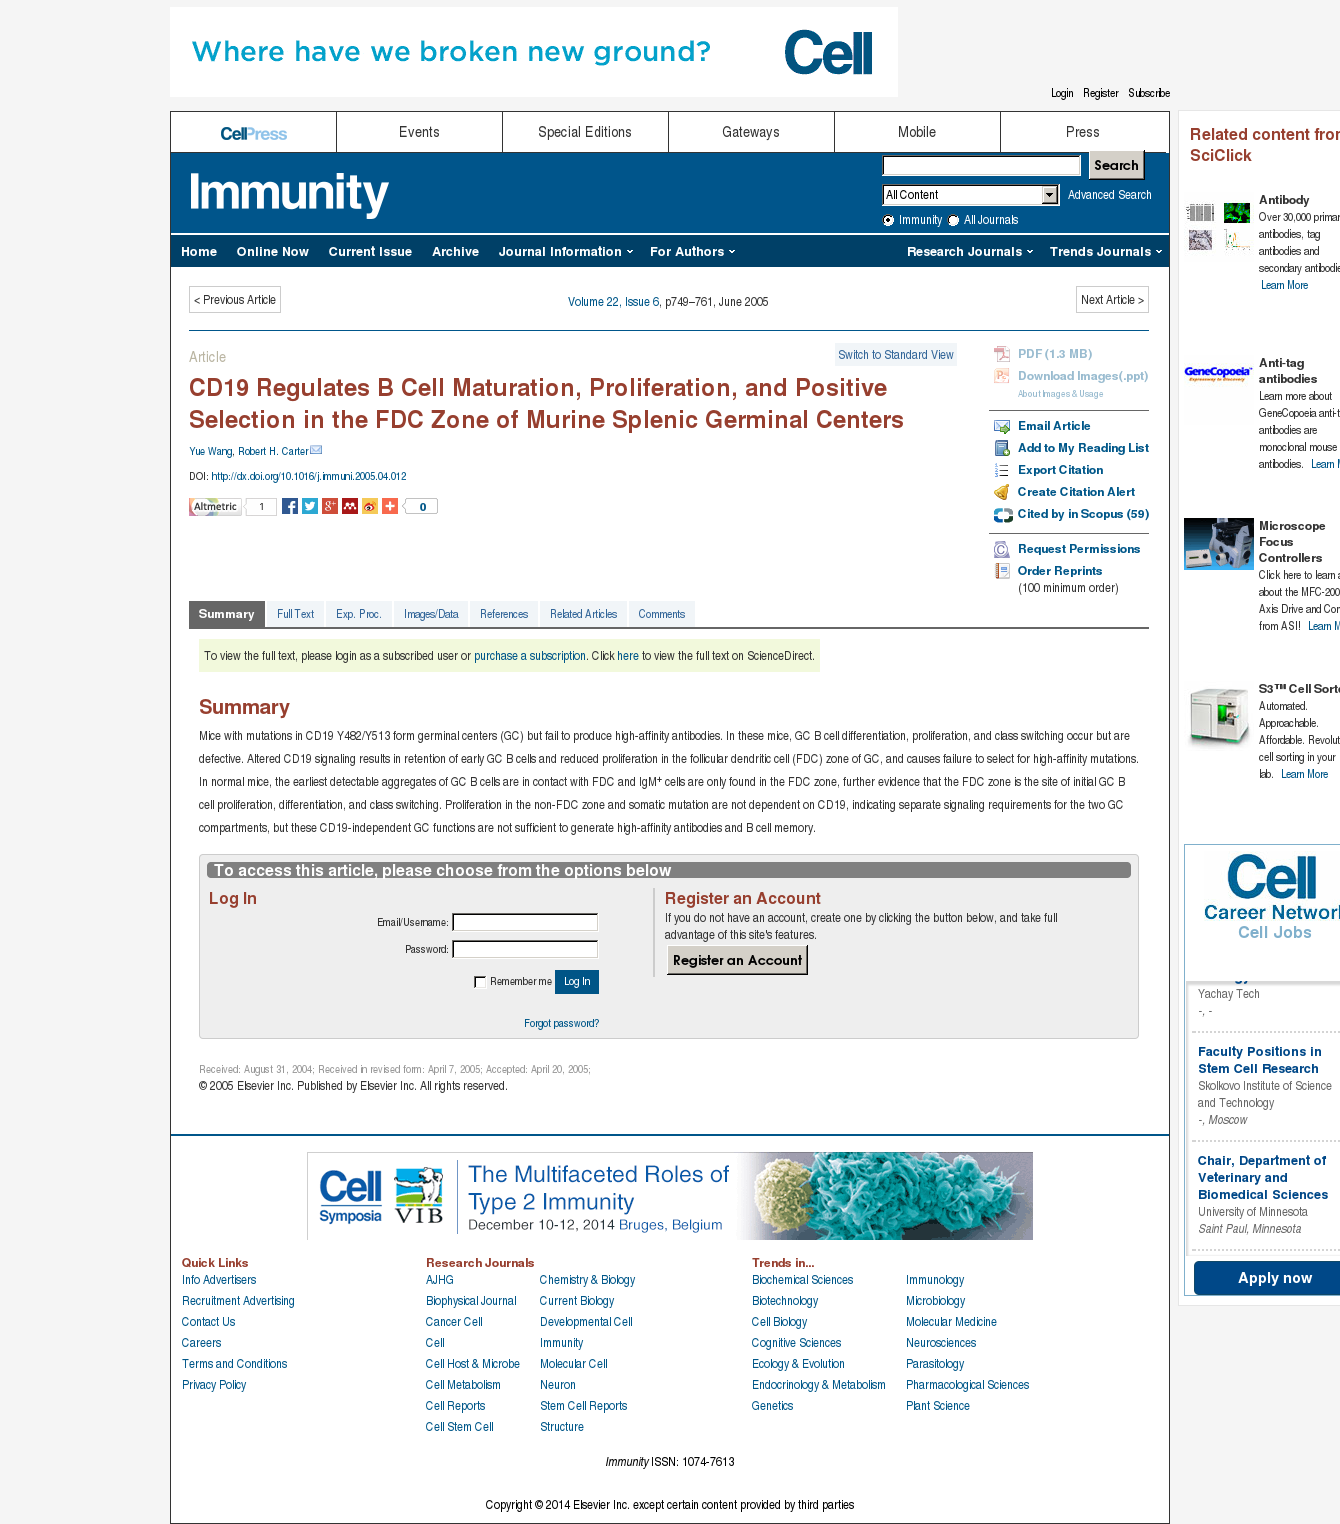 Where have we broken new ground?
Cell
Login Register Subscribe
CellPress
Events
Special Editions
Gateways
Mobile
Press
Search
Immunity
All Content
Advanced Search
Immunity All Journals
Home Online Now Current Issue Archive Journal Information For Authors Research Journals Trends Journals
< Previous Article
Volume 22, Issue 6, p749–761, June 2005
Next Article >
Article
Switch to Standard View
CD19 Regulates B Cell Maturation, Proliferation, and Positive
Selection in the FDC Zone of Murine Splenic Germinal Centers
Yue Wang, Robert H. Carter
DOI: http://dx.doi.org/10.1016/j.immuni.2005.04.012
Altmetric 1
0
PDF (1.3 MB)
Download Images(.ppt)
About Images & Usage
Email Article
Add to My Reading List
Export Citation
Create Citation Alert
Cited by in Scopus (59)
Request Permissions
Order Reprints
(100 minimum order)
Summary Full Text Exp. Proc. Images/Data References Related Articles Comments
To view the full text, please login as a subscribed user or purchase a subscription. Click here to view the full text on ScienceDirect.
Summary
Mice with mutations in CD19 Y482/Y513 form germinal centers (GC) but fail to produce high-affinity antibodies. In these mice, GC B cell differentiation, proliferation, and class switching occur but are
defective. Altered CD19 signaling results in retention of early GC B cells and reduced proliferation in the follicular dendritic cell (FDC) zone of GC, and causes failure to select for high-affinity mutations.
In normal mice, the earliest detectable aggregates of GC B cells are in contact with FDC and IgM+ cells are only found in the FDC zone, further evidence that the FDC zone is the site of initial GC B
cell proliferation, differentiation, and class switching. Proliferation in the non-FDC zone and somatic mutation are not dependent on CD19, indicating separate signaling requirements for the two GC
compartments, but these CD19-independent GC functions are not sufficient to generate high-affinity antibodies and B cell memory.
To access this article, please choose from the options below
Log In
Email/Username:
Password:
Remember me Log In
Forgot password?
Register an Account
If you do not have an account, create one by clicking the button below, and take full
advantage of this site's features.
Register an Account
Received: August 31, 2004; Received in revised form: April 7, 2005; Accepted: April 20, 2005;
© 2005 Elsevier Inc. Published by Elsevier Inc. All rights reserved.
Cell
Symposia
VIB
The Multifaceted Roles of
Type 2 Immunity
December 10-12, 2014 Bruges, Belgium
Quick Links
Info Advertisers
Recruitment Advertising
Contact Us
Careers
Terms and Conditions
Privacy Policy
Research Journals
AJHG
Biophysical Journal
Cancer Cell
Cell
Cell Host & Microbe
Cell Metabolism
Cell Reports
Cell Stem Cell
Chemistry & Biology
Current Biology
Developmental Cell
Immunity
Molecular Cell
Neuron
Stem Cell Reports
Structure
Trends in...
Biochemical Sciences
Biotechnology
Cell Biology
Cognitive Sciences
Ecology & Evolution
Endocrinology & Metabolism
Genetics
Immunology
Microbiology
Molecular Medicine
Neurosciences
Parasitology
Pharmacological Sciences
Plant Science
Immunity ISSN: 1074-7613
Copyright © 2014 Elsevier Inc. except certain content provided by third parties
Related content
SciClick
Antibody
Over 30,000
antibodies, tag
antibodies and
secondary
Learn More
GeneCopoeia
Expressway to Discovery
Anti-tag
antibodies
Learn more about
GeneCopoeia
antibodies are
monoclonal mouse
antibodies. Learn
Microscope
Focus
Controllers
Click here to learn
about the
Axis Drive and
from ASI! Learn
S3™ Cell
Automated.
Approachable.
Affordable.
cell sorting in your
lab. Learn More
Cell
Career Network
Cell Jobs
Yachay Tech
-, -
Faculty Positions in
Stem Cell Research
Skolkovo Institute of Science
and Technology
-, Moscow
Chair, Department of
Veterinary and
Biomedical Sciences
University of Minnesota
Saint Paul, Minnesota
Apply now